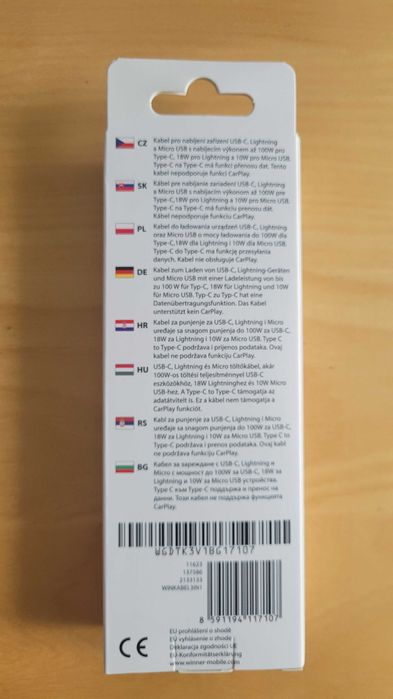 CZ Kabel pro nabíjení zařízení USB-C, Lightning
a Micro USB s nabíjecím výkonem až 100W pro
Type-C, 18W pro Lightning a 10W pro Micro USB.
Type-C na Type-C má funkci přenosu dat. Tento
kabel nepodporuje funkci CarPlay.
SK Kábel pre nabíjanie zariadení USB-C, Lightning
a Micro USB s nabíjacím výkonom až 100W pre
Type-C,18W pre Lightning a 10W pre Micro USB.
Type-C na Type-C má funkciu prenosu dát.
Kábel nepodporuje funkciu CarPlay.
PL Kabel do ładowania urządzeń USB-C, Lightning
oraz Micro USB o mocy ładowania do 100W dla
Type-C,18W dla Lightning i 10W dla Micro USB.
Type-C do Type-C ma funkcję przesyłania
danych. Kabel nie obsługuje CarPlay.
DE Kabel zum Laden von USB-C, Lightning-Geräten
und Micro USB mit einer Ladeleistung von bis
zu 100 W für Typ-C, 18W für Lightning und 10W
für Micro USB. Typ-C zu Typ-C hat eine
Datenübertragungsfunktion. Das Kabel
unterstützt kein CarPlay.
HR Kabel za punjenje za USB-C, Lightning i Micro
uređaje sa snagom punjenja do 100W za USB-C,
18W za Lightning i 10W za Micro USB. Type C
to Type-C podržava i prijenos podataka. Ovaj
kabel ne podržava funkciju CarPlay.
HU USB-C, Lightning és Micro töltőkábel, akár
100W-os töltési teljesítménnyel USB-C
eszközökhöz, 18W Lightninghez és 10W Micro
USB-hez. A Type-C to Type-C támogatja az
adatátvitelt is. Ez a kábel nem támogatja a
CarPlay funkciót.
RS Kabl za punjenje za USB-C, Lightning i Micro
uređaje sa snagom punjenja do 100W za USB-C,
18W za Lightning i 10W za Micro USB. Type C to
Type-C podržava i prenos podataka. Ovaj kabl
ne podržava funkciju CarPlay.
BG Кабел за зареждане с USB-C, Lightning и
Micro с мощност до 100W за USB-C, 18W за
Lightning и 10W за Micro USB устройства.
Type C към Type-C поддържа и пренос на
данни. Този кабел не поддържа функцията
CarPlay.
WGDTK3V1BG17107
11623
137586
2133133
WINKABEL3IN1
8 591194 117107
EU prohlášení o shodě
EÚ vyhlásenie o zhode
Deklaracja zgodności UE
EU-Konformitätserklärung
www.winner-mobile.com
CE